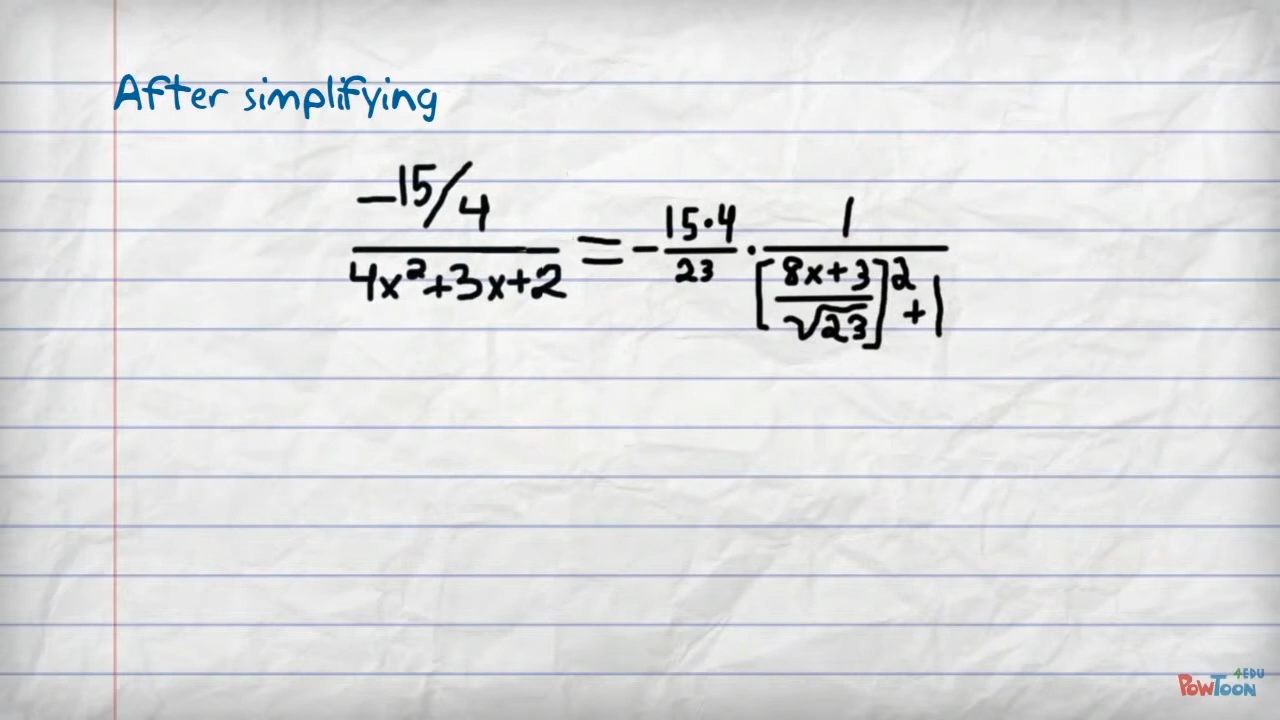 After simplifying
-15/4 / 4x²+3x+2 = - 15·4/23 · 1 / [8x+3/√23]²+1
POWTOON
4EDU